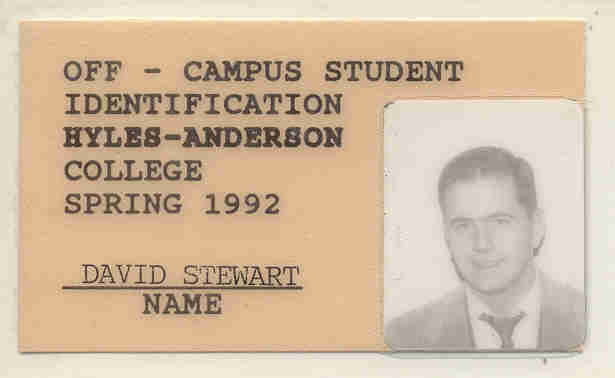 OFF - CAMPUS STUDENT
IDENTIFICATION
HYLES-ANDERSON
COLLEGE
SPRING 1992
DAVID STEWART
NAME